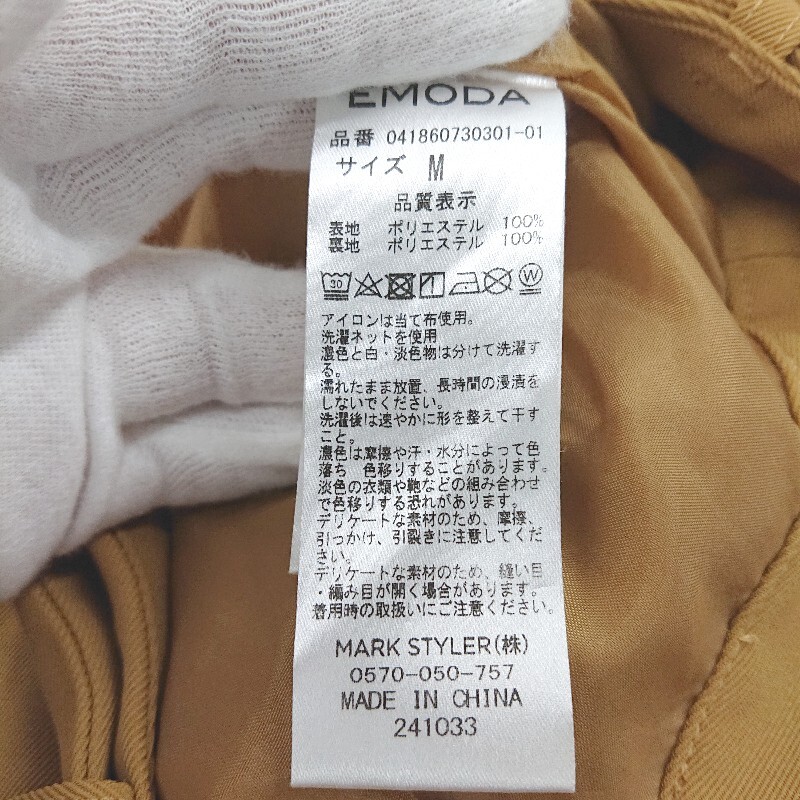 EMODA
品番 041860730301-01
サイズ M
品質表示
表地 ポリエステル 100%
裏地 ポリエステル 100%
30 W
アイロンは当て布使用。
洗濯ネットを使用
濃色と白・淡色物は分けて洗濯す
る。
濡れたまま放置、長時間の浸漬を
しないでください。
洗濯後は速やかに形を整えて干す
こと。
濃色は摩擦や汗・水分によって色
落ち 色移りすることがあります。
淡色の衣類や鞄などの組み合わせ
で色移りする恐れがあります。
デリケートな素材のため、摩擦、
引っかけ、引裂きに注意してくだ
さい。
デリケートな素材のため、縫い目
・編み目が開く場合があります。
着用時の取扱いにご注意ください。
MARK STYLER(株)
0570-050-757
MADE IN CHINA
241033